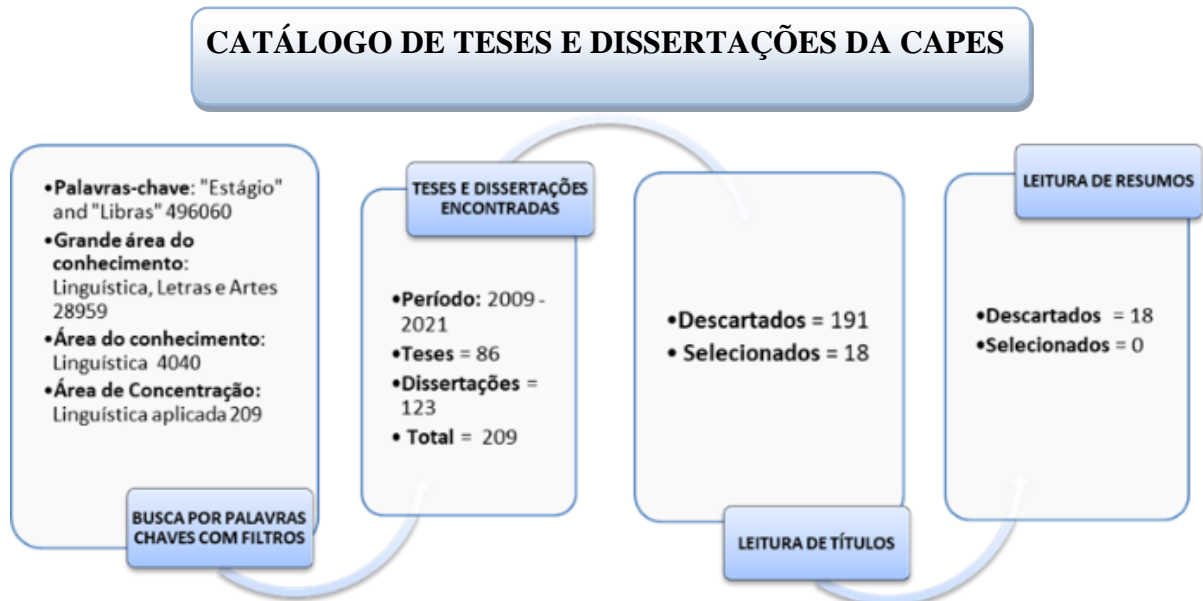 CATÁLOGO DE TESES E DISSERTAÇÕES DA CAPES
•Palavras-chave: "Estágio"
and "Libras" 496060
•Grande área do
conhecimento:
Linguística, Letras e Artes
28959
•Área do conhecimento:
Linguística 4040
•Área de Concentração:
Linguística aplicada 209
BUSCA POR PALAVRAS
CHAVES COM FILTROS
TESES E DISSERTAÇÕES
ENCONTRADAS
•Período: 2009 -
2021
•Teses = 86
•Dissertações =
123
• Total = 209
•Descartados = 191
• Selecionados = 18
LEITURA DE TÍTULOS
LEITURA DE RESUMOS
•Descartados = 18
•Selecionados = 0